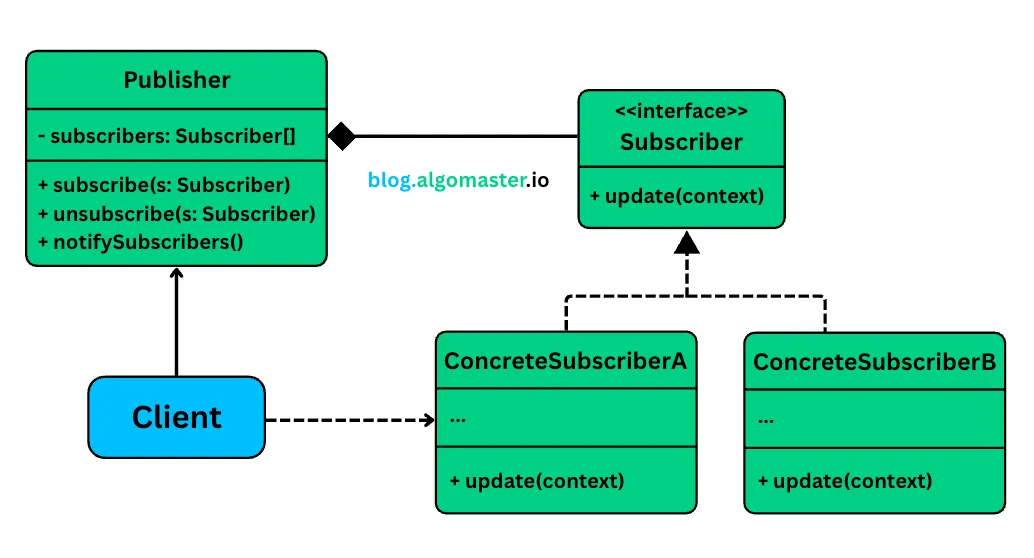 Publisher
- subscribers: Subscriber[]
+ subscribe(s: Subscriber)
+ unsubscribe(s: Subscriber)
+ notifySubscribers()
<<interface>>
Subscriber
+ update(context)
blog.algomaster.io
Client
ConcreteSubscriberA
...
+ update(context)
ConcreteSubscriberB
...
+ update(context)